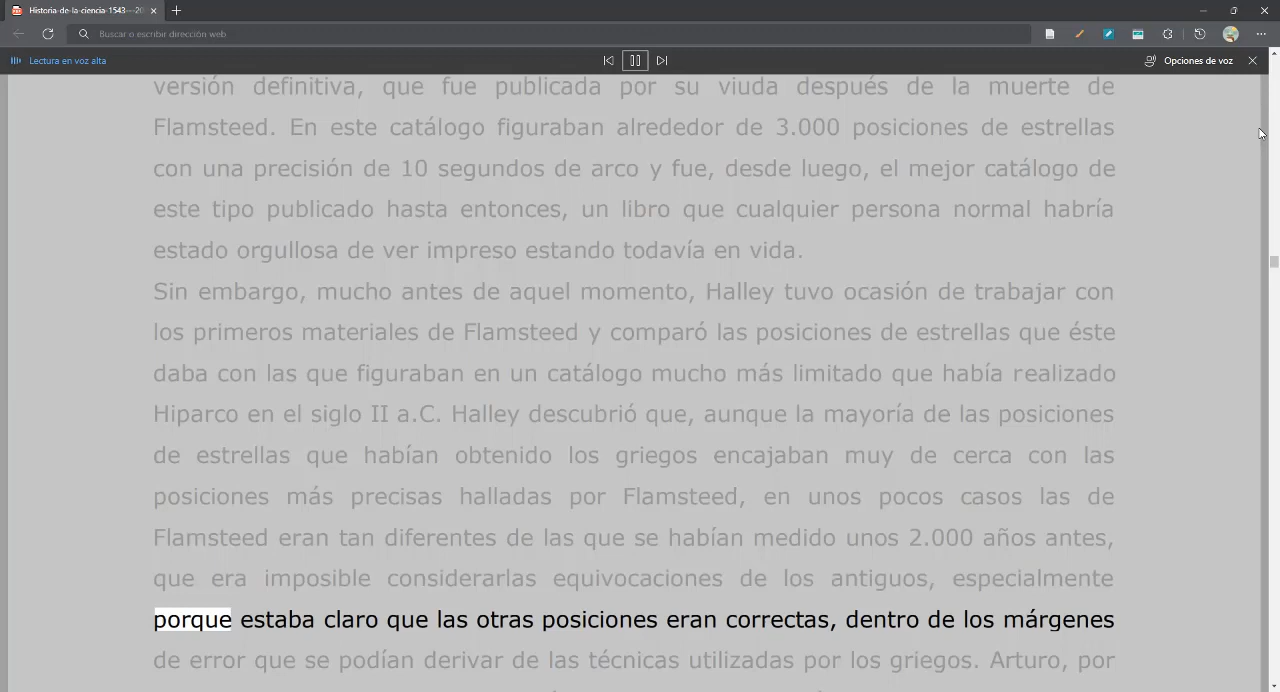 Historia-de-la-ciencia-1543---20
Buscar o escribir dirección web
Lectura en voz alta
Opciones de voz
versión definitiva, que fue publicada por su viuda después de la muerte de
Flamsteed. En este catálogo figuraban alrededor de 3.000 posiciones de estrellas
con una precisión de 10 segundos de arco y fue, desde luego, el mejor catálogo de
este tipo publicado hasta entonces, un libro que cualquier persona normal habría
estado orgullosa de ver impreso estando todavía en vida.
Sin embargo, mucho antes de aquel momento, Halley tuvo ocasión de trabajar con
los primeros materiales de Flamsteed y comparó las posiciones de estrellas que éste
daba con las que figuraban en un catálogo mucho más limitado que había realizado
Hiparco en el siglo II a.C. Halley descubrió que, aunque la mayoría de las posiciones
de estrellas que habían obtenido los griegos encajaban muy de cerca con las
posiciones más precisas halladas por Flamsteed, en unos pocos casos las de
Flamsteed eran tan diferentes de las que se habían medido unos 2.000 años antes,
que era imposible considerarlas equivocaciones de los antiguos, especialmente
porque estaba claro que las otras posiciones eran correctas, dentro de los márgenes
de error que se podían derivar de las técnicas utilizadas por los griegos. Arturo, por